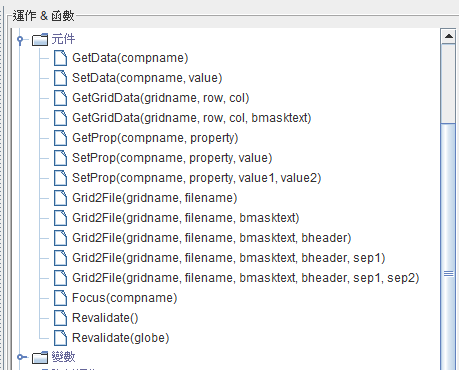 運作 & 函數
元件
GetData(compname)
SetData(compname, value)
GetGridData(gridname, row, col)
GetGridData(gridname, row, col, bmasktext)
GetProp(compname, property)
SetProp(compname, property, value)
SetProp(compname, property, value1, value2)
Grid2File(gridname, filename)
Grid2File(gridname, filename, bmasktext)
Grid2File(gridname, filename, bmasktext, bheader)
Grid2File(gridname, filename, bmasktext, bheader, sep1)
Grid2File(gridname, filename, bmasktext, bheader, sep1, sep2)
Focus(compname)
Revalidate()
Revalidate(globe)
變數